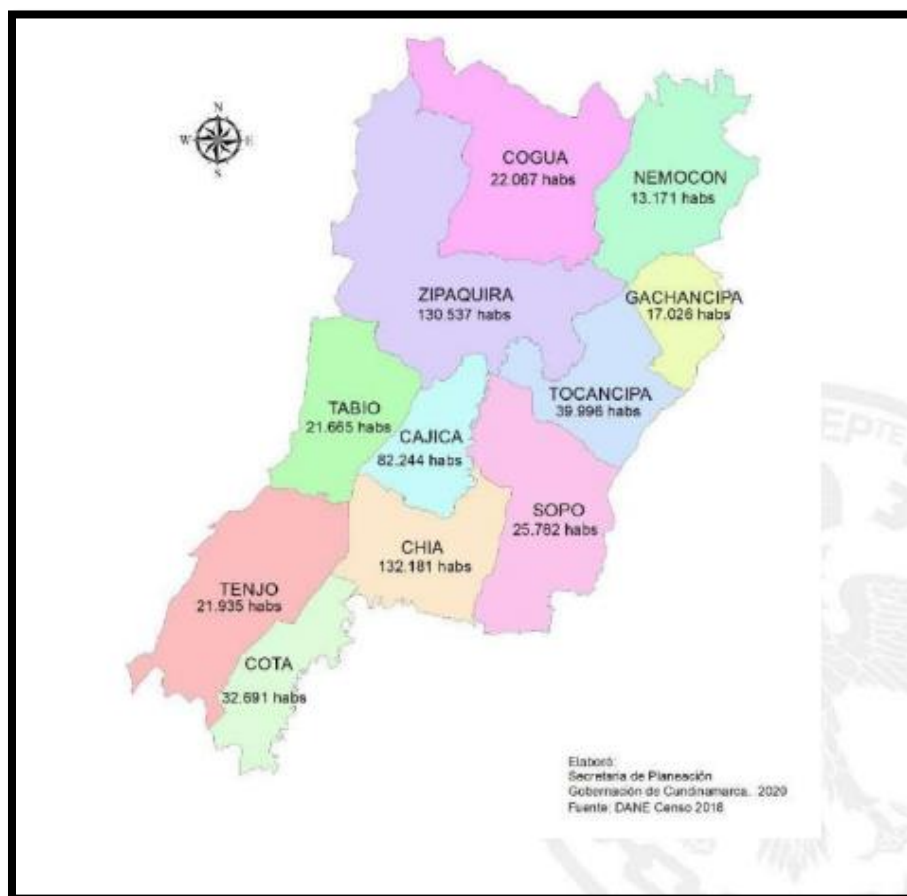 N
W
E
S
COGUA
22.067 habs
NEMOCON
13.171 habs
ZIPAQUIRA
130.537 habs
GACHANCIPA
17.026 habs
TABIO
21.665 habs
CAJICA
82.244 habs
TOCANCIPA
39.996 habs
SOPO
25.782 habs
CHIA
132.181 habs
TENJO
21.935 habs
COTA
32.691 habs
Elaboró:
Secretaria de Planeación
Gobernación de Cundinamarca. 2020
Fuente: DANE Censo 2018